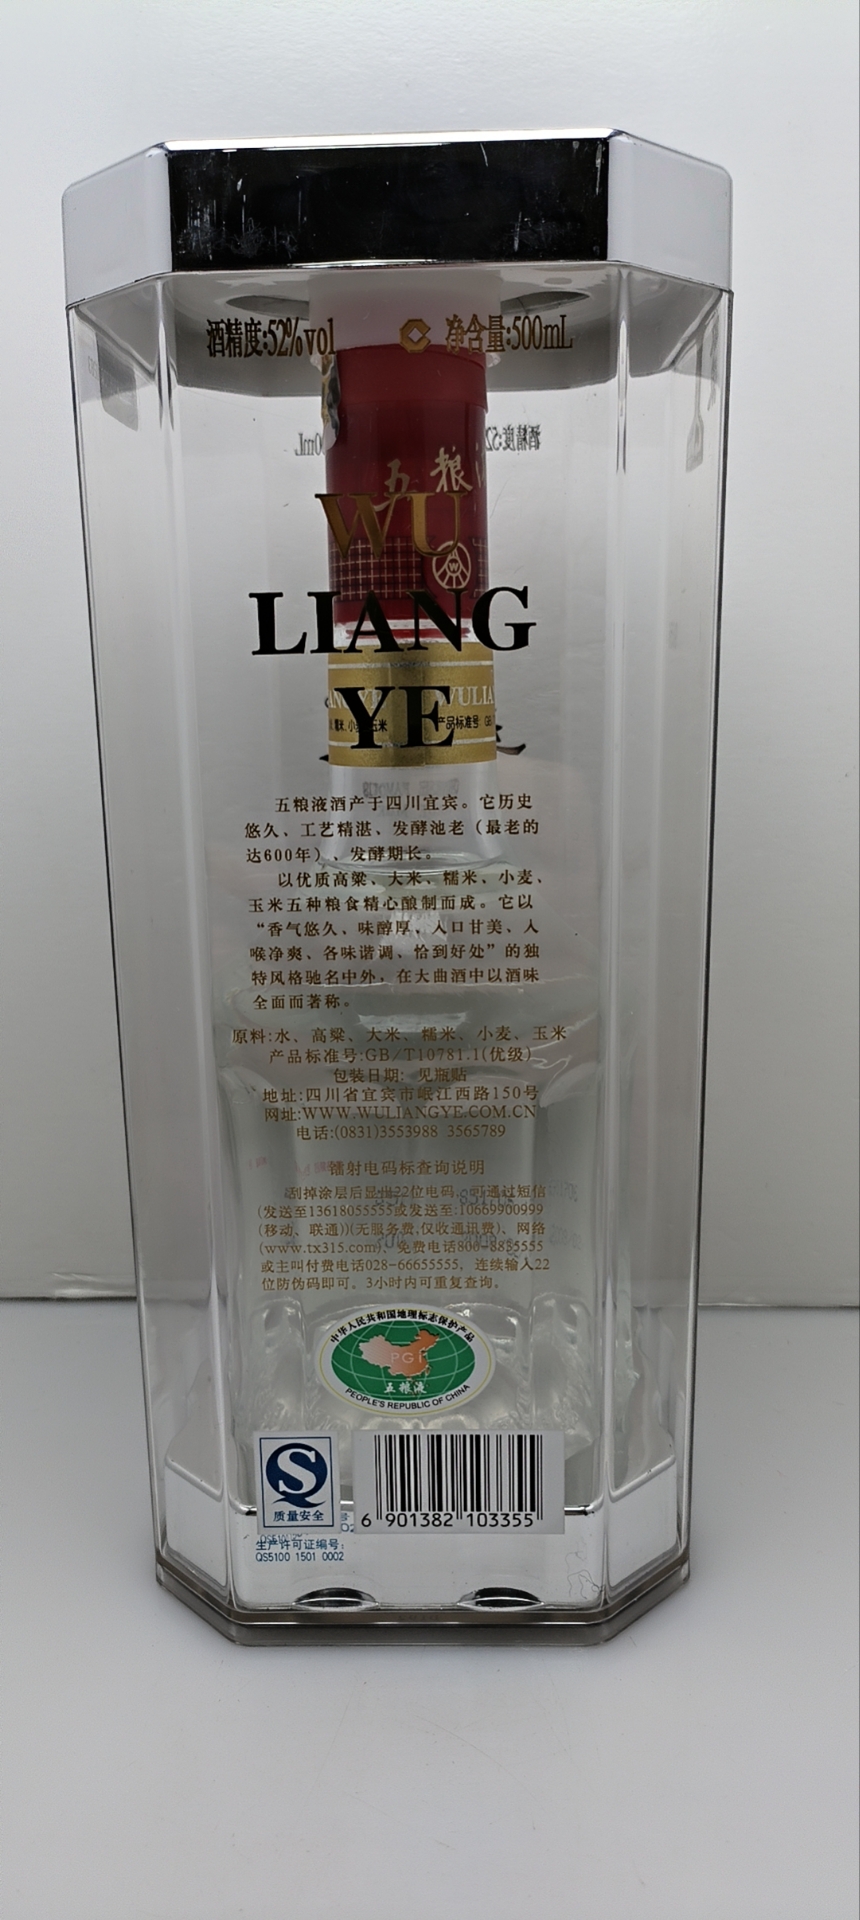 酒精度:52%vol 净含量:500mL
五 粮
WU
LIANG
YE
五粮液酒产于四川宜宾。它历史
悠久、工艺精湛、发酵池老（最老的
达600年）、发酵期长。
以优质高粱、大米、糯米、小麦、
玉米五种粮食精心酿制而成。它以
“香气悠久、味醇厚、入口甘美、入
喉净爽、各味谐调、恰到好处”的独
特风格驰名中外，在大曲酒中以酒味
全面而著称。
原料:水、高粱、大米、糯米、小麦、玉米
产品标准号:GB/T10781.1(优级)
包装日期: 见瓶贴
地址:四川省宜宾市岷江西路150号
网址:WWW.WULIANGYE.COM.CN
电话:(0831)3553988 3565789
镭射电码标查询说明
刮掉涂层后显出22位电码，可通过短信
(发送至13618055555或发送至:10669900999
(移动、联通))(无服务费,仅收通讯费)、网络
(www.tx315.com)、免费电话800-8885555
或主叫付费电话028-66655555，连续输入22
位防伪码即可。3小时内可重复查询。
中华人民共和国地理标志保护产品
PGI
五粮液
PEOPLE'S REPUBLIC OF CHINA
质量安全
6 901382 103355
生产许可证编号:
QS5100 1501 0002